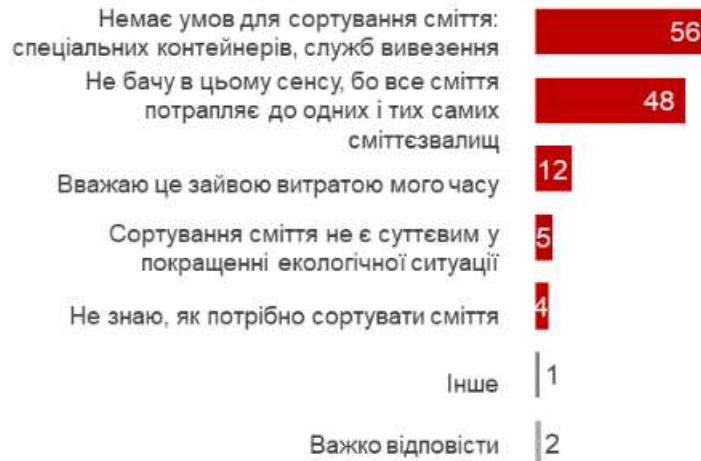 Немає умов для сортування сміття:
спеціальних контейнерів, служб вивезення
56
Не бачу в цьому сенсу, бо все сміття
потрапляє до одних і тих самих
сміттєзвалищ
48
Вважаю це зайвою витратою мого часу
12
Сортування сміття не є суттєвим у
покращенні екологічної ситуації
5
Не знаю, як потрібно сортувати сміття
4
Інше
1
Важко відповісти
2